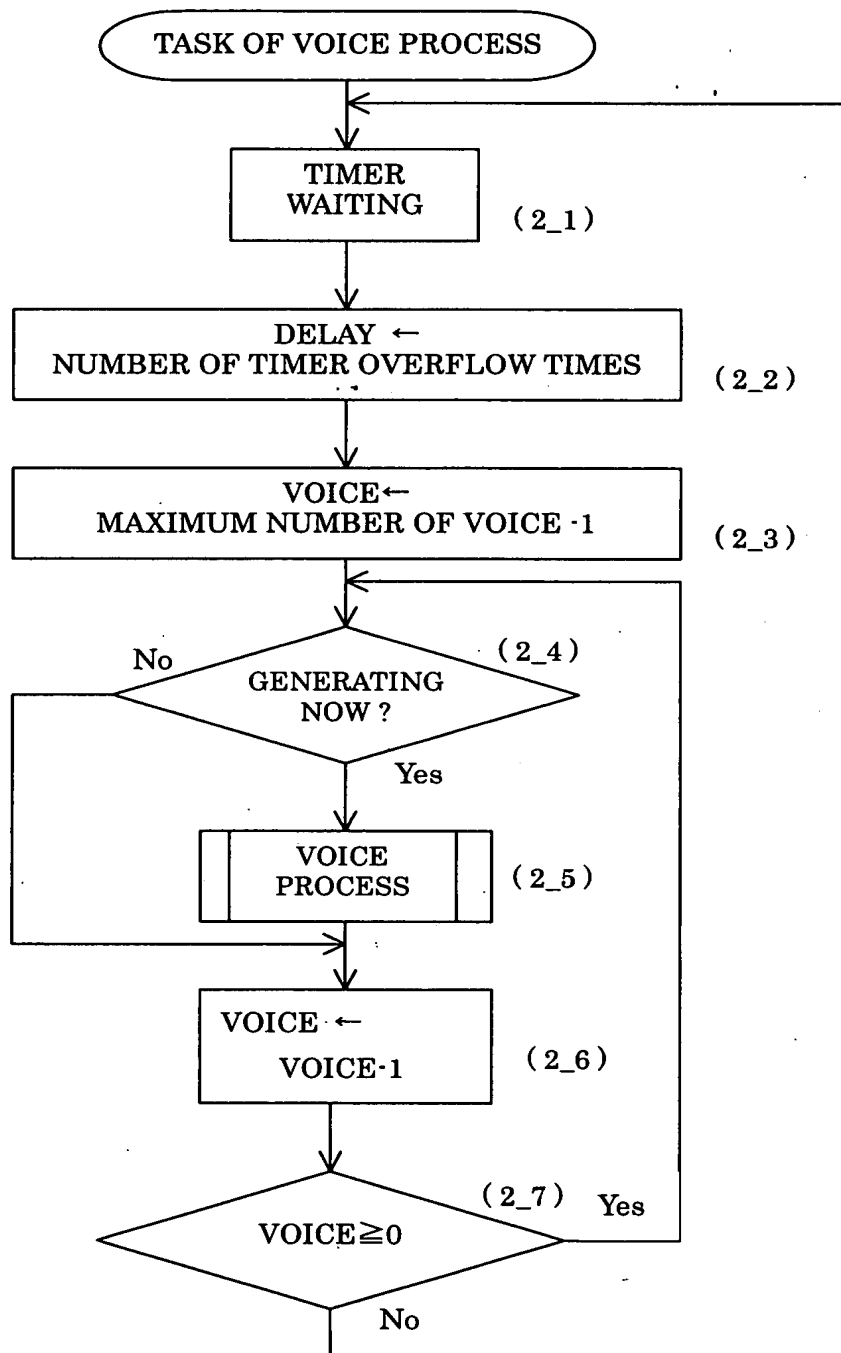 TASK OF VOICE PROCESS
TIMER
WAITING
(2_1)
DELAY ←
NUMBER OF TIMER OVERFLOW TIMES
(2_2)
VOICE←
MAXIMUM NUMBER OF VOICE -1
(2_3)
No
(2_4)
GENERATING
NOW ?
Yes
VOICE
PROCESS
(2_5)
VOICE ←
VOICE-1
(2_6)
(2_7)
Yes
VOICE≧0
No